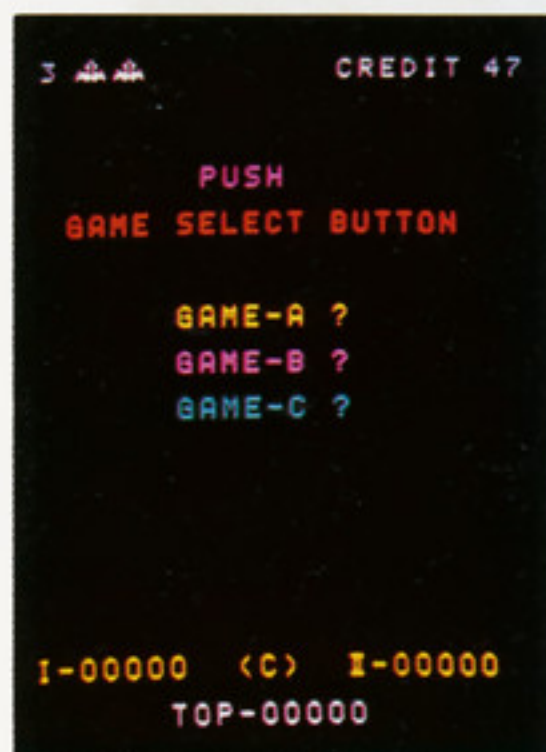 3 CREDIT 47
PUSH
GAME SELECT BUTTON
GAME-A ?
GAME-B ?
GAME-C ?
I-00000 (C) II-00000
TOP-00000